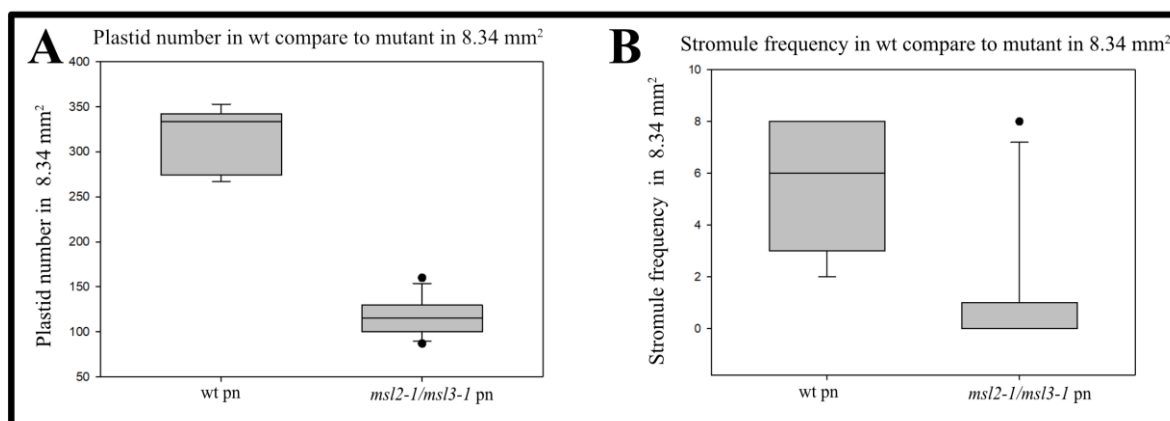 A
Plastid number in wt compare to mutant in 8.34 mm²
Plastid number in 8.34 mm²
400
350
300
250
200
150
100
50
wt pn
msl2-1/msl3-1 pn
B
Stromule frequency in wt compare to mutant in 8.34 mm²
Stromule frequency in 8.34 mm²
10
8
6
4
2
0
wt pn
msl2-1/msl3-1 pn